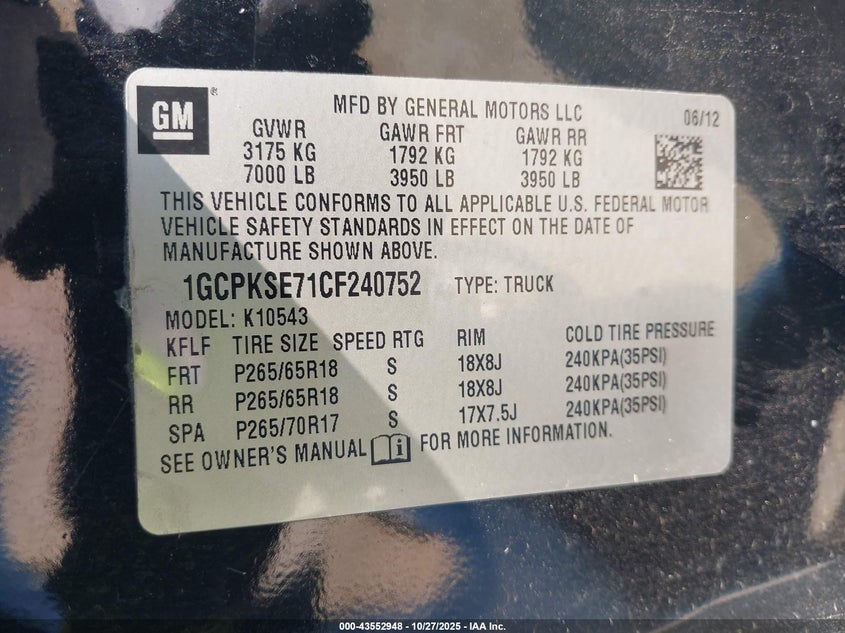 GM
MFD BY GENERAL MOTORS LLC 06/12
GVWR GAWR FRT GAWR RR
3175 KG 1792 KG 1792 KG
7000 LB 3950 LB 3950 LB
THIS VEHICLE CONFORMS TO ALL APPLICABLE U.S. FEDERAL MOTOR
VEHICLE SAFETY STANDARDS IN EFFECT ON THE DATE OF
MANUFACTURE SHOWN ABOVE.
1GCPKSE71CF240752 TYPE: TRUCK
MODEL: K10543
KFLF TIRE SIZE SPEED RTG RIM COLD TIRE PRESSURE
FRT P265/65R18 S 18X8J 240KPA(35PSI)
RR P265/65R18 S 18X8J 240KPA(35PSI)
SPA P265/70R17 S 17X7.5J 240KPA(35PSI)
SEE OWNER'S MANUAL FOR MORE INFORMATION.
000-43552948 - 10/27/2025 - IAA Inc.